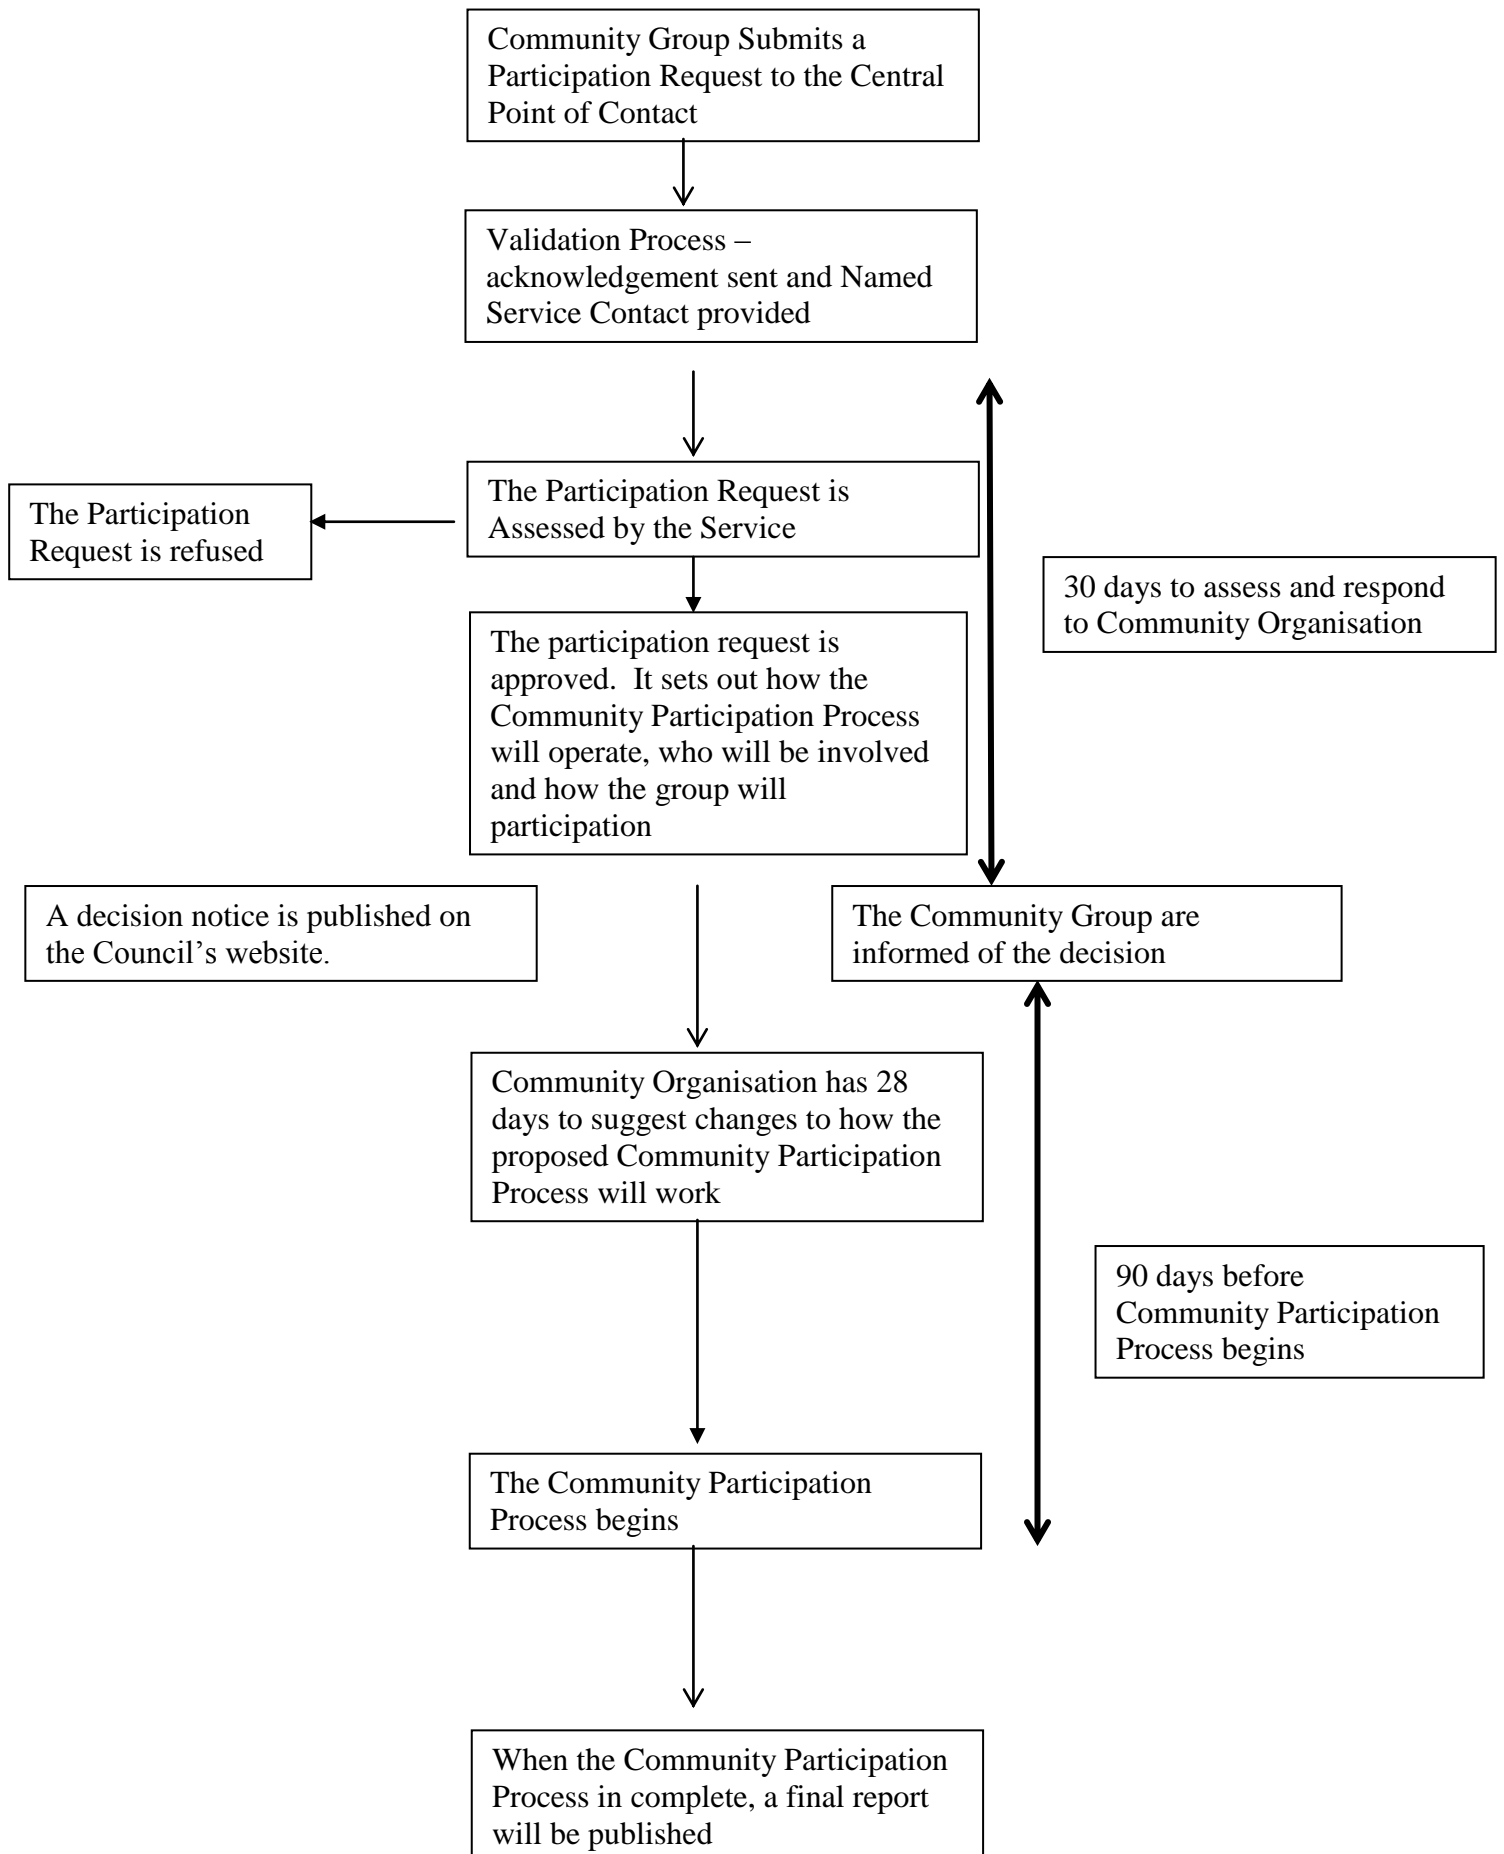 Community Group Submits a
Participation Request to the Central
Point of Contact
Validation Process –
acknowledgement sent and Named
Service Contact provided
The Participation Request is
Assessed by the Service
The Participation
Request is refused
30 days to assess and respond
to Community Organisation
The participation request is
approved.  It sets out how the
Community Participation Process
will operate, who will be involved
and how the group will
participation
A decision notice is published on
the Council’s website.
The Community Group are
informed of the decision
Community Organisation has 28
days to suggest changes to how the
proposed Community Participation
Process will work
90 days before
Community Participation
Process begins
The Community Participation
Process begins
When the Community Participation
Process in complete, a final report
will be published